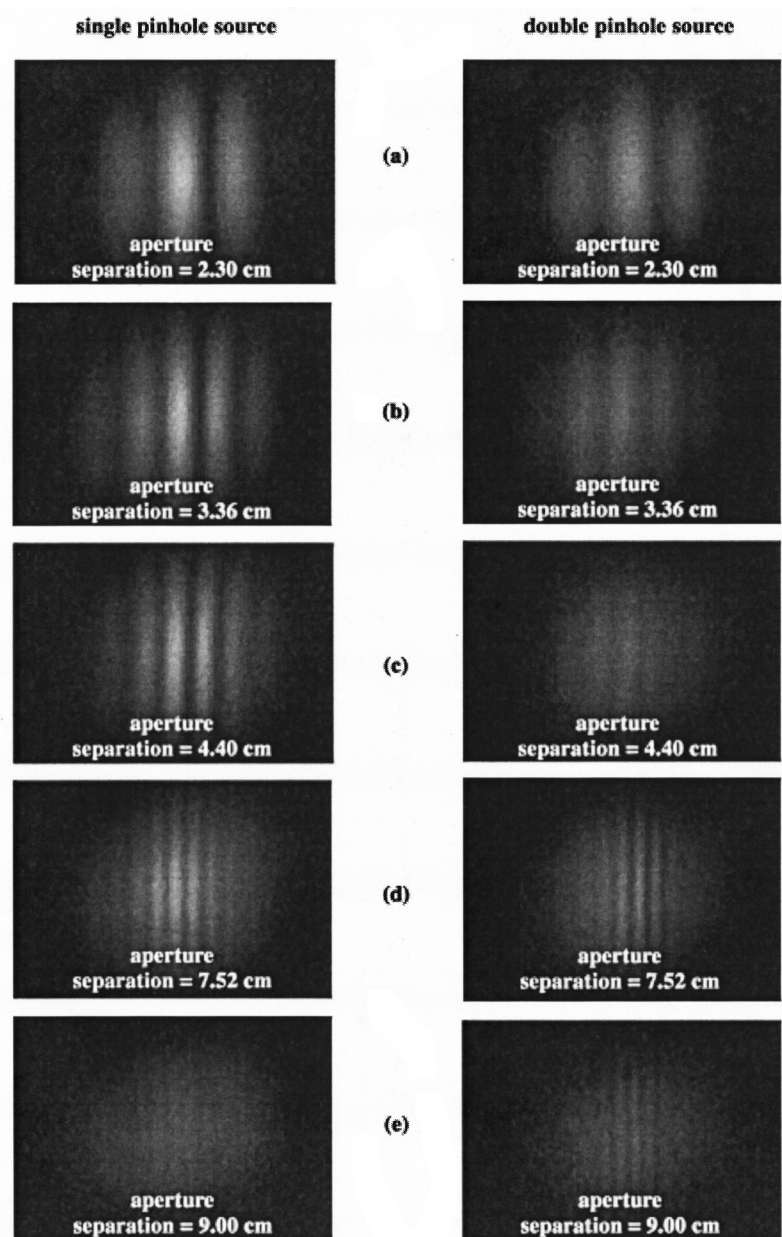 single pinhole source
double pinhole source
aperture
separation = 2.30 cm
(a)
aperture
separation = 2.30 cm
aperture
separation = 3.36 cm
(b)
aperture
separation = 3.36 cm
aperture
separation = 4.40 cm
(c)
aperture
separation = 4.40 cm
aperture
separation = 7.52 cm
(d)
aperture
separation = 7.52 cm
aperture
separation = 9.00 cm
(e)
aperture
separation = 9.00 cm